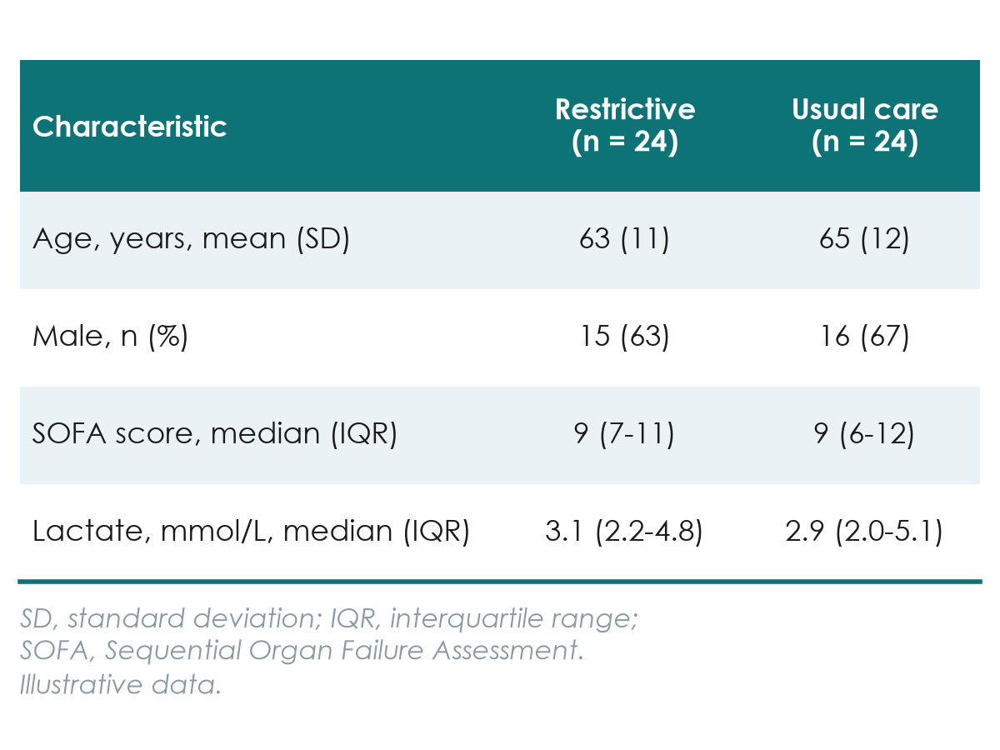 Characteristic Restrictive (n = 24) Usual care (n = 24)
Age, years, mean (SD) 63 (11) 65 (12)
Male, n (%) 15 (63) 16 (67)
SOFA score, median (IQR) 9 (7-11) 9 (6-12)
Lactate, mmol/L, median (IQR) 3.1 (2.2-4.8) 2.9 (2.0-5.1)
SD, standard deviation; IQR, interquartile range;
SOFA, Sequential Organ Failure Assessment.
Illustrative data.